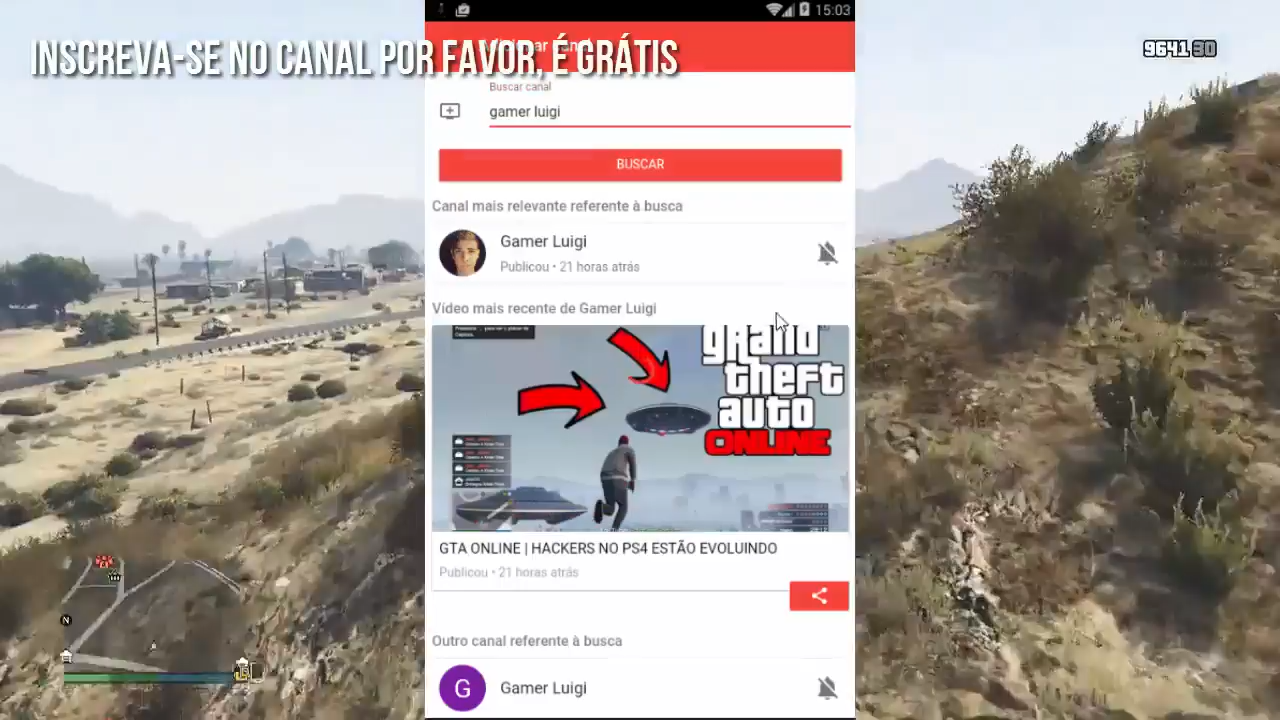 INSCREVA-SE NO CANAL POR FAVOR, É GRÁTIS
15:03
Buscar canal
gamer luigi
BUSCAR
Canal mais relevante referente à busca
Gamer Luigi
Publicou • 21 horas atrás
Vídeo mais recente de Gamer Luigi
grand
theft
auto
ONLINE
GTA ONLINE | HACKERS NO PS4 ESTÃO EVOLUINDO
Publicou • 21 horas atrás
Outro canal referente à busca
G
Gamer Luigi
N